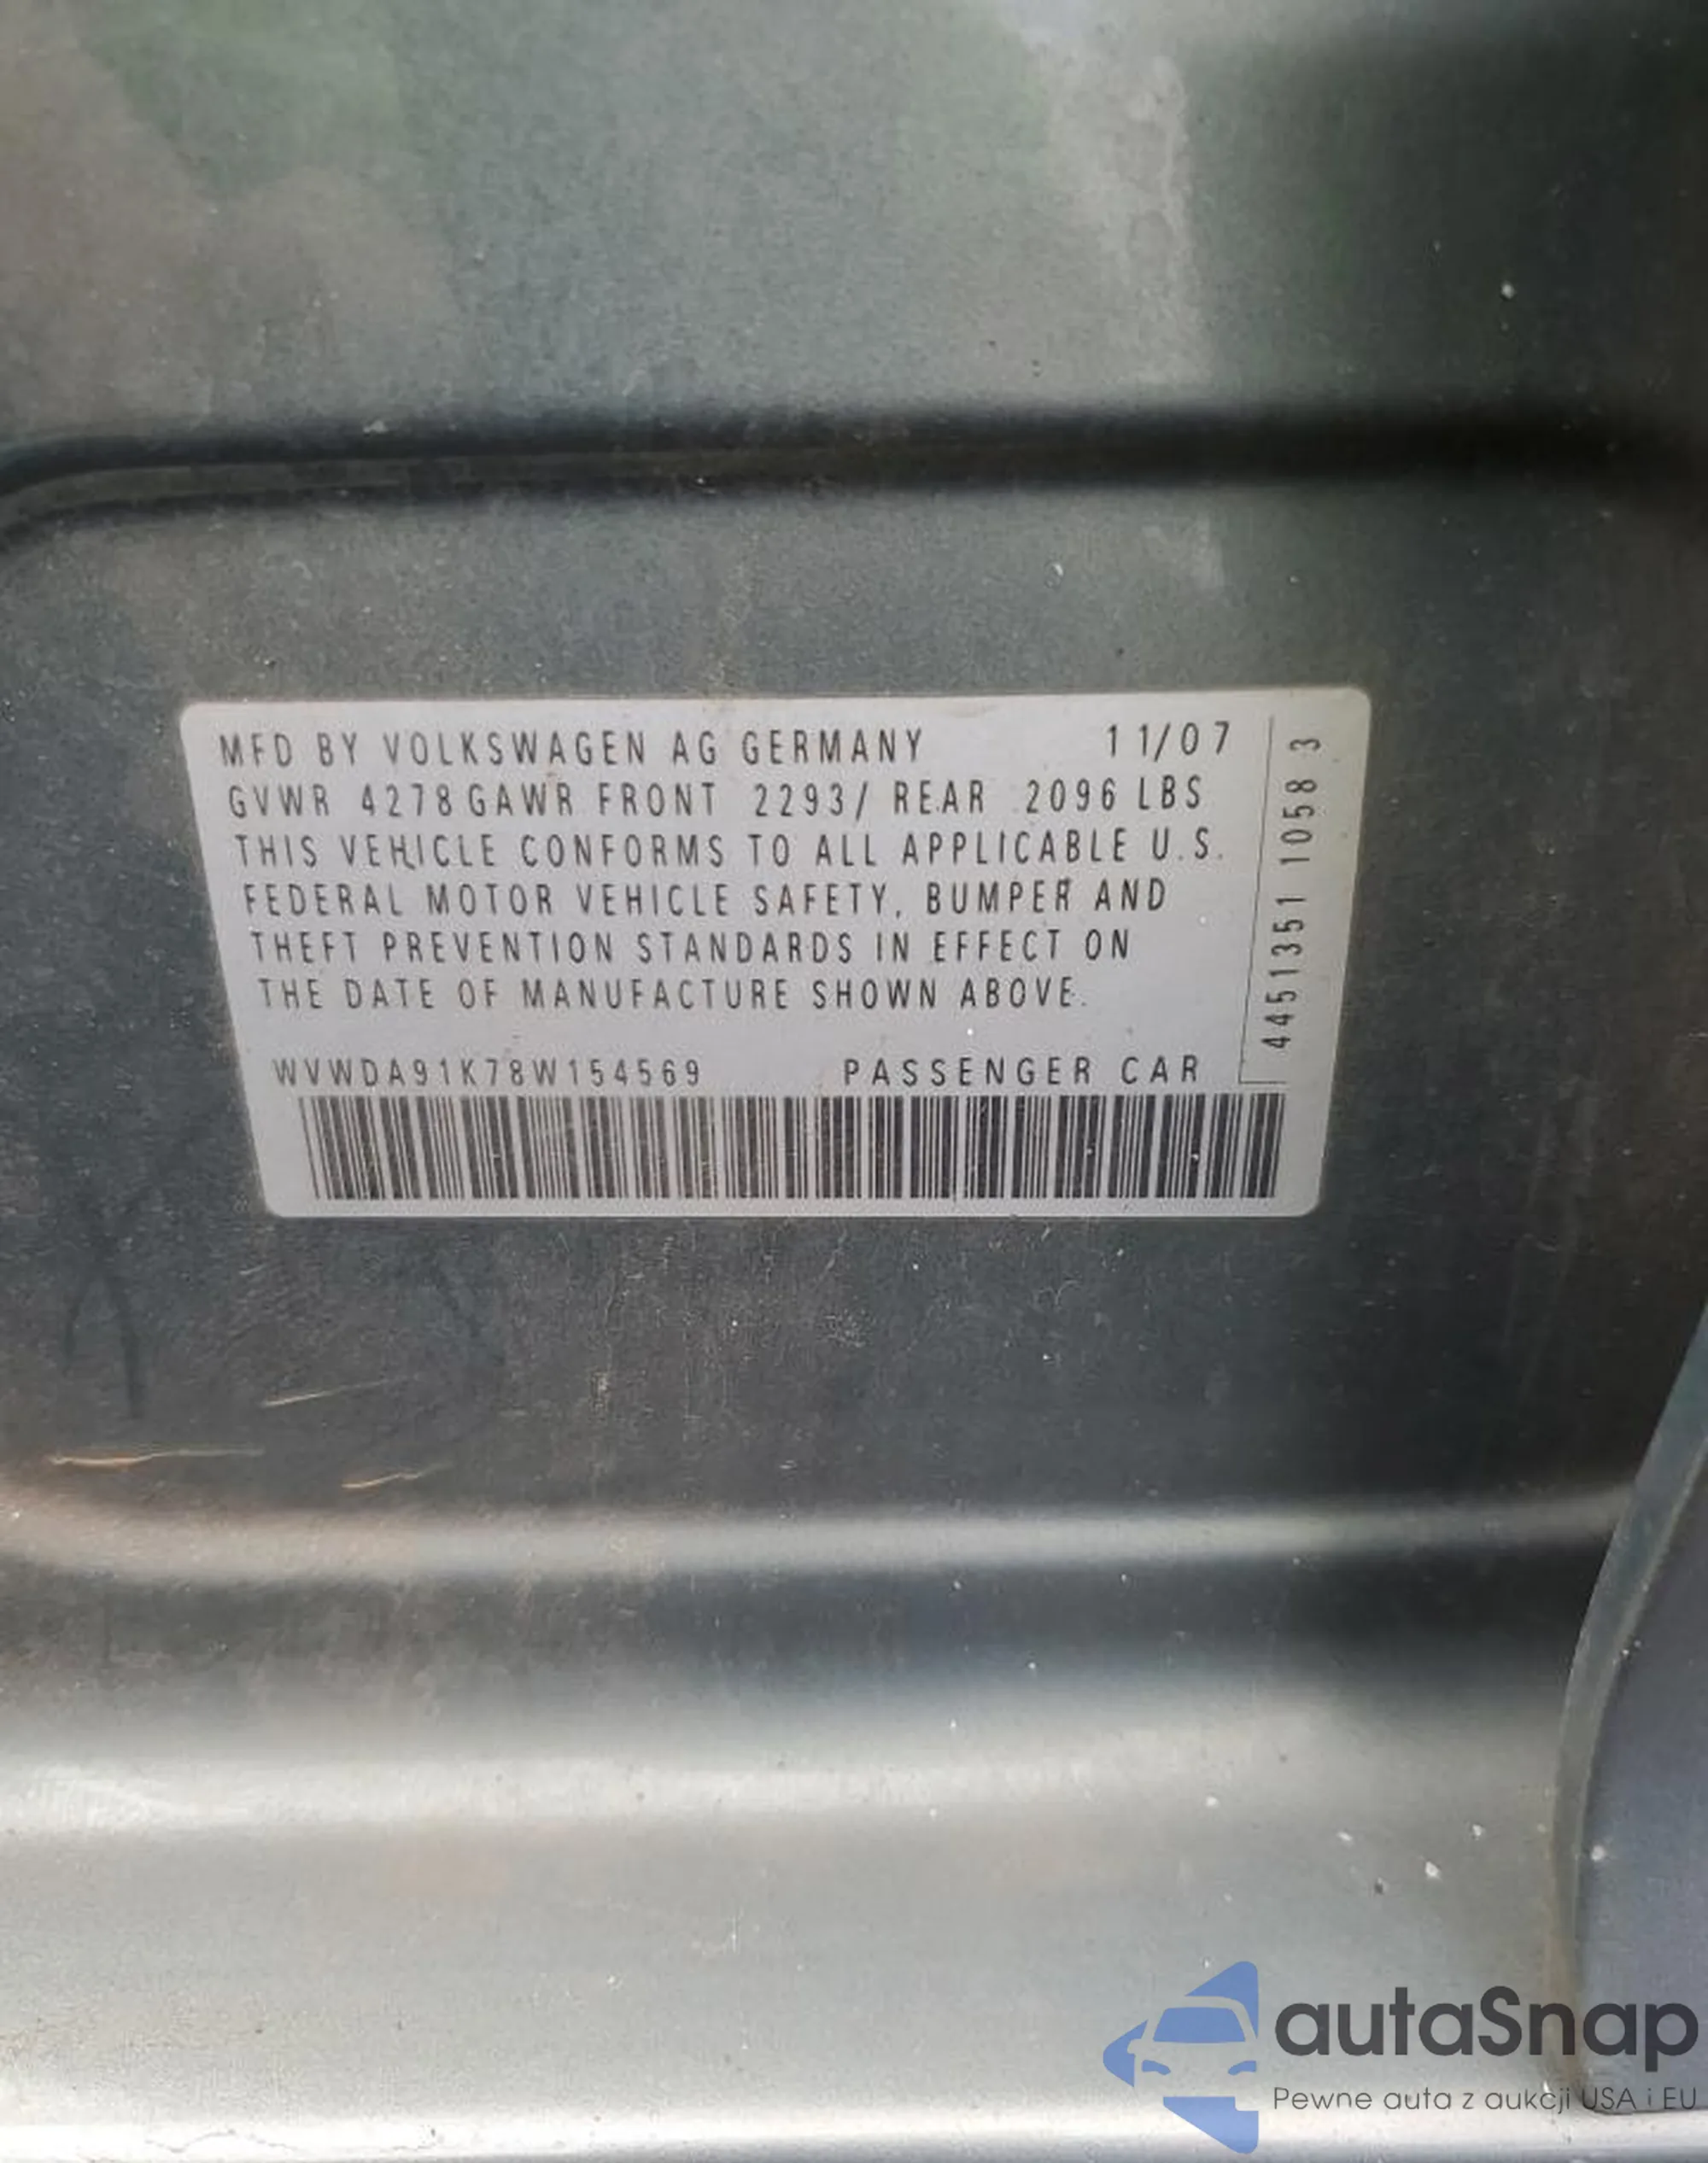 MFD BY VOLKSWAGEN AG GERMANY 11/07
GVWR 4278 GAWR FRONT 2293/ REAR 2096 LBS
THIS VEHICLE CONFORMS TO ALL APPLICABLE U.S.
FEDERAL MOTOR VEHICLE SAFETY, BUMPER AND
THEFT PREVENTION STANDARDS IN EFFECT ON
THE DATE OF MANUFACTURE SHOWN ABOVE.
WVWDA91K78W154569 PASSENGER CAR
4451351 1058 3
autaSnap
Pewne auta z aukcji USA i EU